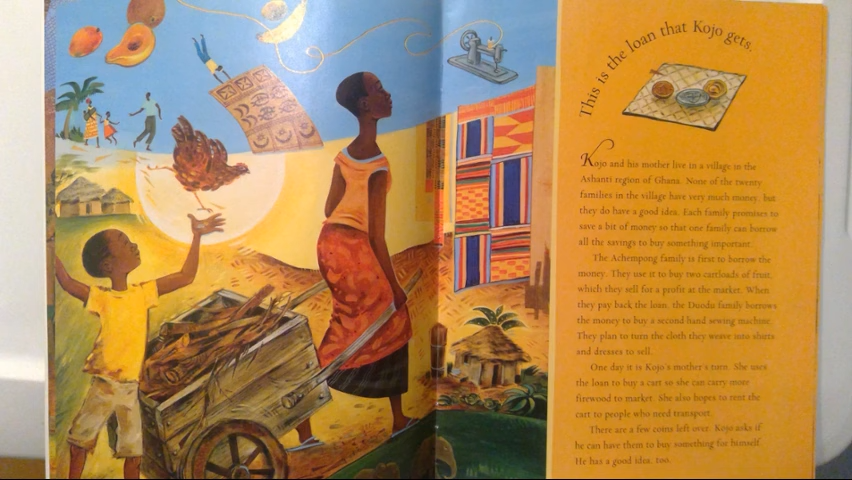 This is the loan that Kojo gets.
Kojo and his mother live in a village in the
Ashanti region of Ghana. None of the twenty
families in the village have very much money, but
they do have a good idea. Each family promises to
save a bit of money so that one family can borrow
all the savings to buy something important.
The Achempong family is first to borrow the
money. They use it to buy two cartloads of fruit,
which they sell for a profit at the market. When
they pay back the loan, the Duodu family borrows
the money to buy a second hand sewing machine.
They plan to turn the cloth they weave into shirts
and dresses to sell.
One day it is Kojo's mother's turn. She uses
the loan to buy a cart so she can carry more
firewood to market. She also hopes to rent the
cart to people who need transport.
There are a few coins left over. Kojo asks if
he can have them to buy something for himself.
He has a good idea, too.